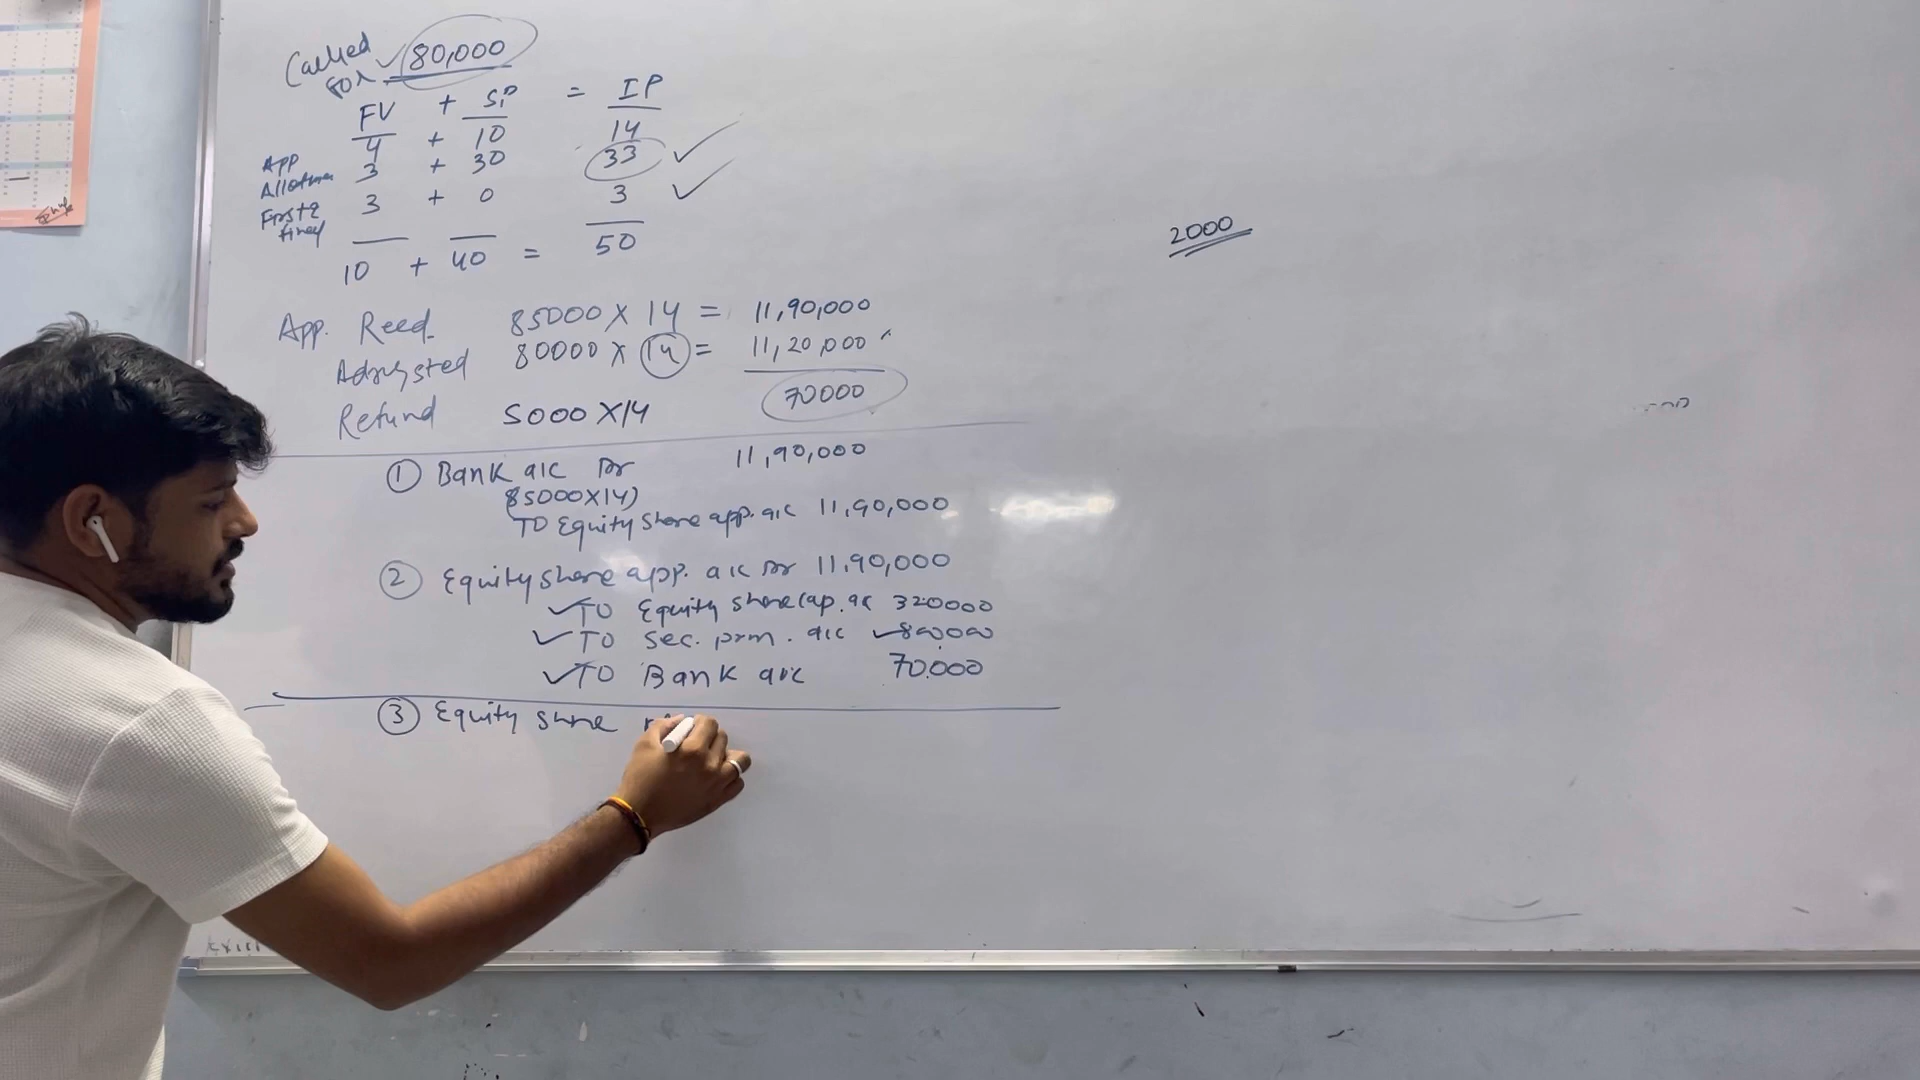 Called
for 80,000
FV + SP = IP
App 4 + 10 14
Allotmen 3 + 30 33
First & final 3 + 0 3
10 + 40 = 50
2000
App. Reed. 85000 X 14 = 11,90,000
Adjusted 80000 X 14 = 11,20,000
Refund 5000 X 14 70000
① Bank a/c Dr 11,90,000
(85000X14)
TO Equity share app. a/c 11,90,000
② Equity share app. a/c Dr 11,90,000
TO Equity share cap. ac 320000
TO Sec. prm. a/c 800000
TO Bank a/c 70.000
③ Equity share